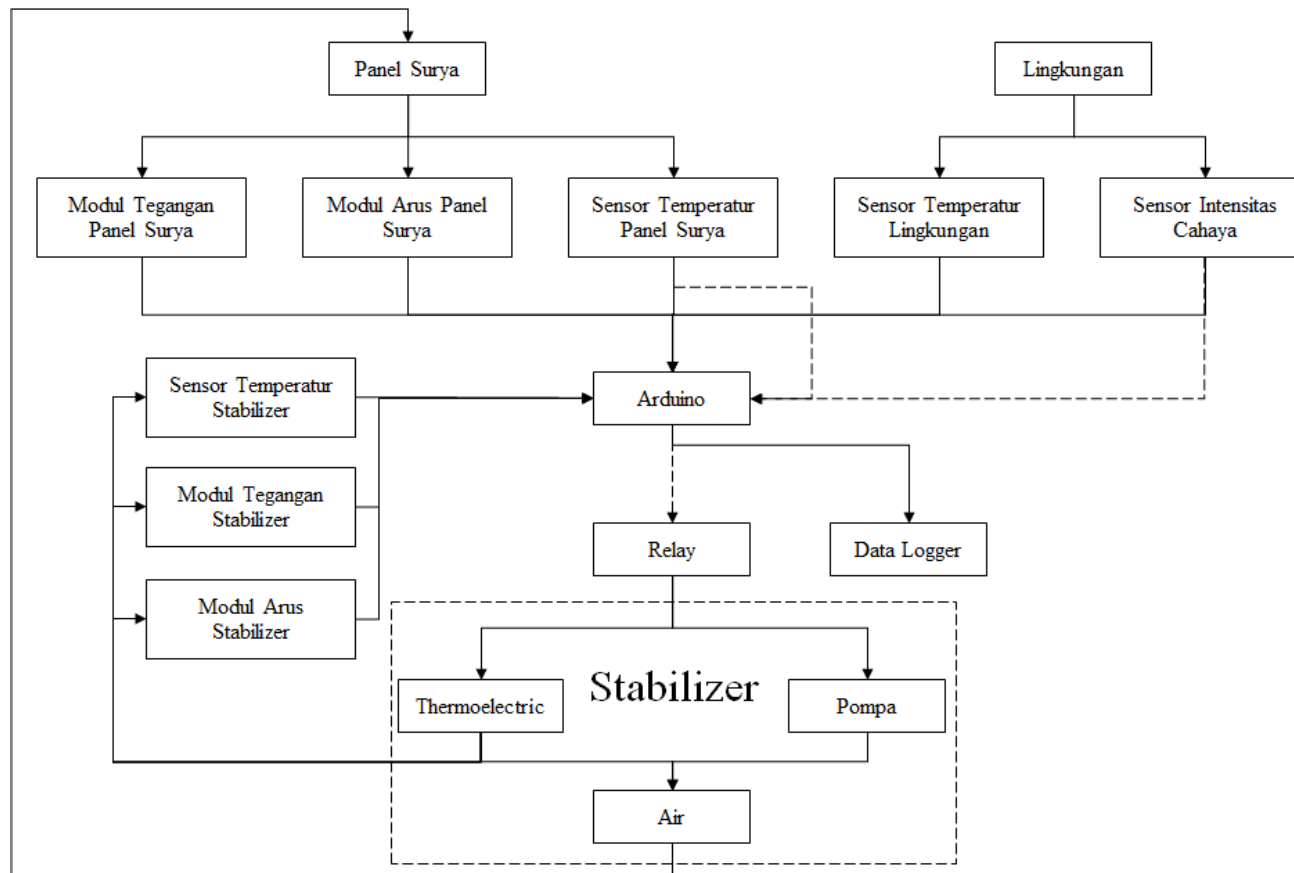 Panel Surya
Lingkungan
Modul Tegangan
Panel Surya
Modul Arus Panel
Surya
Sensor Temperatur
Panel Surya
Sensor Temperatur
Lingkungan
Sensor Intensitas
Cahaya
Sensor Temperatur
Stabilizer
Arduino
Modul Tegangan
Stabilizer
Relay
Data Logger
Modul Arus
Stabilizer
Stabilizer
Thermoelectric
Pompa
Air